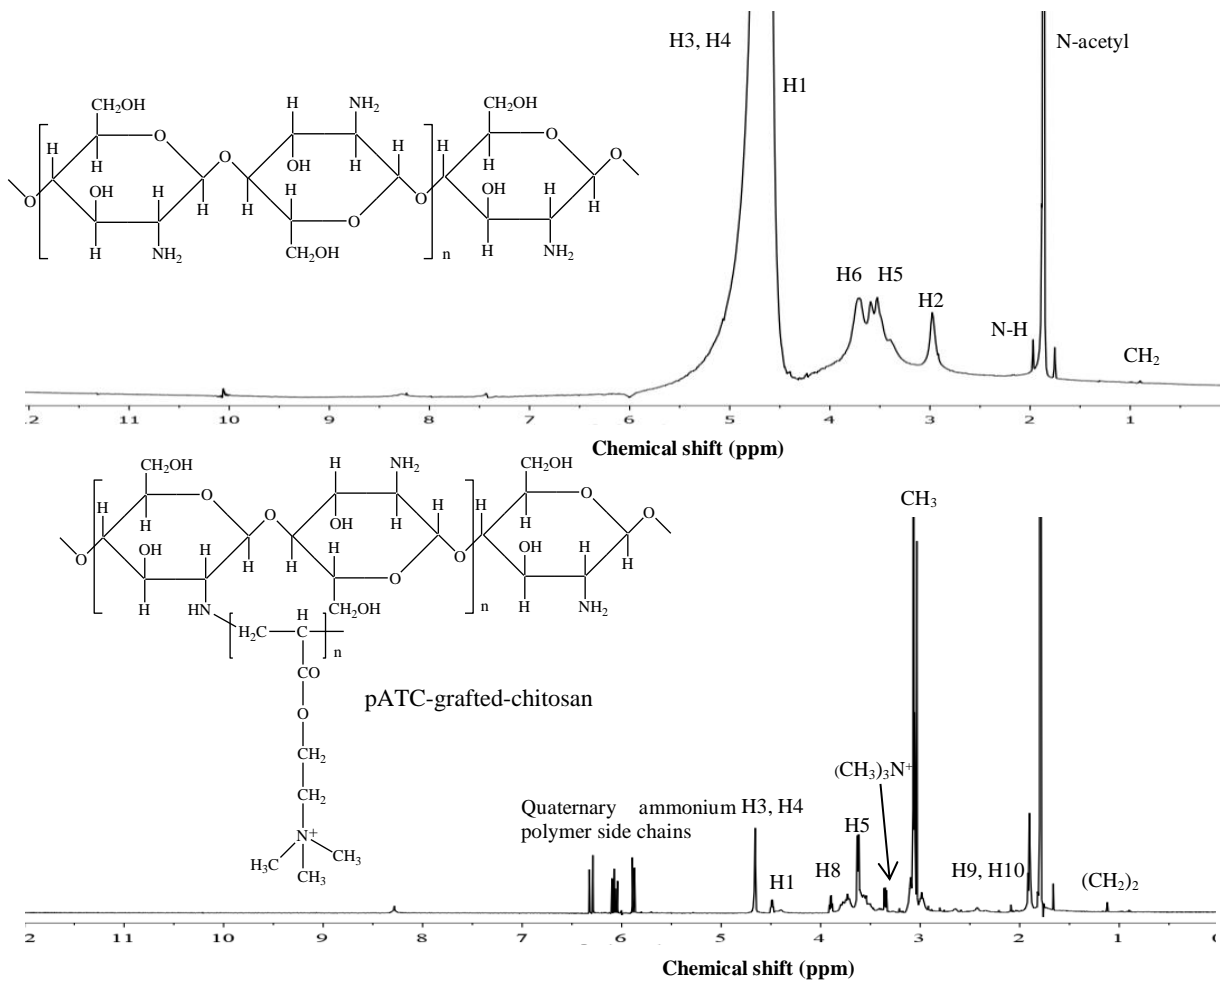 H3, H4
N-acetyl
H1
CH2OH
H
NH2
CH2OH
O
O
O
H
H
H
H
H
H
OH
H
O
O
OH
H
O
OH
H
O
H
H
H
O
OH
H
H
H
NH2
CH2OH
n
H
NH2
H6 H5
H2
N-H
CH2
12 11 10 9 8 7 6 5 4 3 2 1
Chemical shift (ppm)
CH2OH
H
NH2
CH2OH
CH3
O
O
O
H
H
O
H
H
H
H
OH
H
O
OH
H
O
OH
H
O
H
H
H
O
H
H
HN
CH2OH
n
H
NH2
H
H2C
C
n
CO
pATC-grafted-chitosan
O
CH2
(CH3)3N+
CH2
Quaternary ammonium H3, H4
polymer side chains
H5
N+
H3C
CH3
CH3
H8
H1
H9, H10
(CH2)2
12 11 10 9 8 7 6 5 4 3 2 1 0
Chemical shift (ppm)